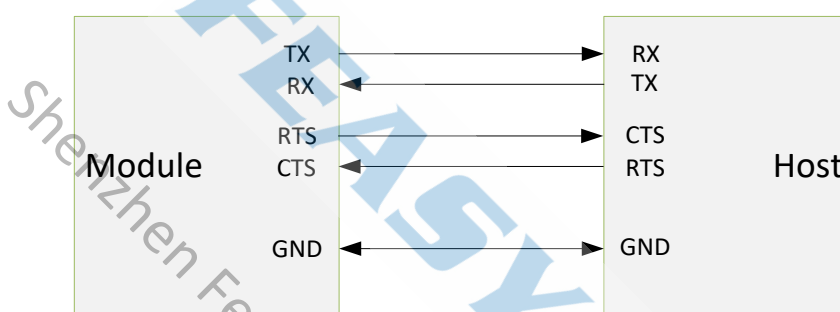 TX RX
RX TX
RTS CTS
Module CTS RTS Host
GND GND
Shenzhen Fe
FEASY